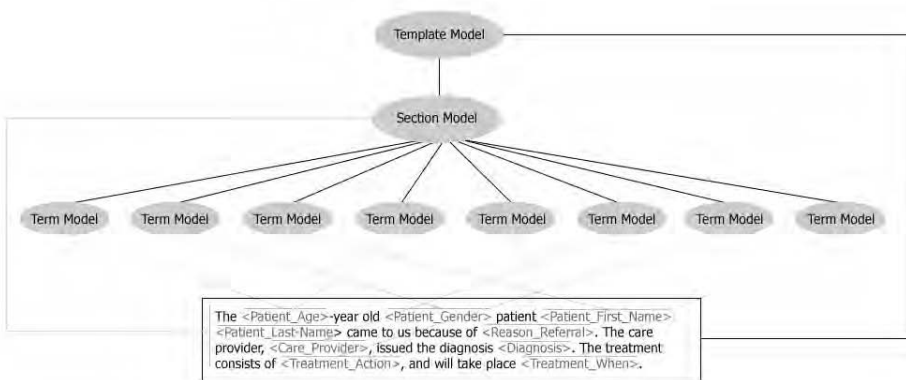 Template Model
Section Model
Term Model Term Model Term Model Term Model Term Model Term Model Term Model Term Model
The <Patient_Age>-year old <Patient_Gender> patient <Patient_First_Name>
<Patient_Last-Name> came to us because of <Reason_Referral>. The care
provider, <Care_Provider>, issued the diagnosis <Diagnosis>. The treatment
consists of <Treatment_Action>, and will take place <Treatment_When>.